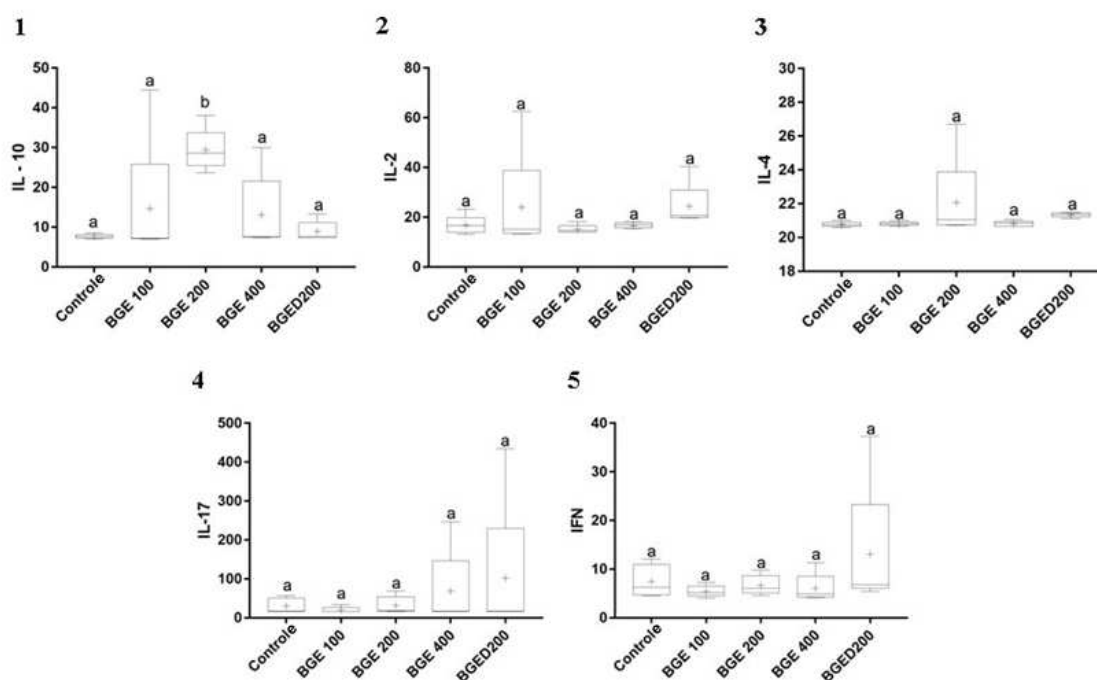 1
IL - 10
50
40
30
20
10
0
a
a
b
a
a
Controle
BGE 100
BGE 200
BGE 400
BGED200
2
IL-2
80
60
40
20
0
a
a
a
a
a
Controle
BGE 100
BGE 200
BGE 400
BGED200
3
IL-4
30
28
26
24
22
20
18
a
a
a
a
a
Controle
BGE 100
BGE 200
BGE 400
BGED200
4
IL-17
500
400
300
200
100
0
a
a
a
a
a
Controle
BGE 100
BGE 200
BGE 400
BGED200
5
IFN
40
30
20
10
0
a
a
a
a
a
Controle
BGE 100
BGE 200
BGE 400
BGED200